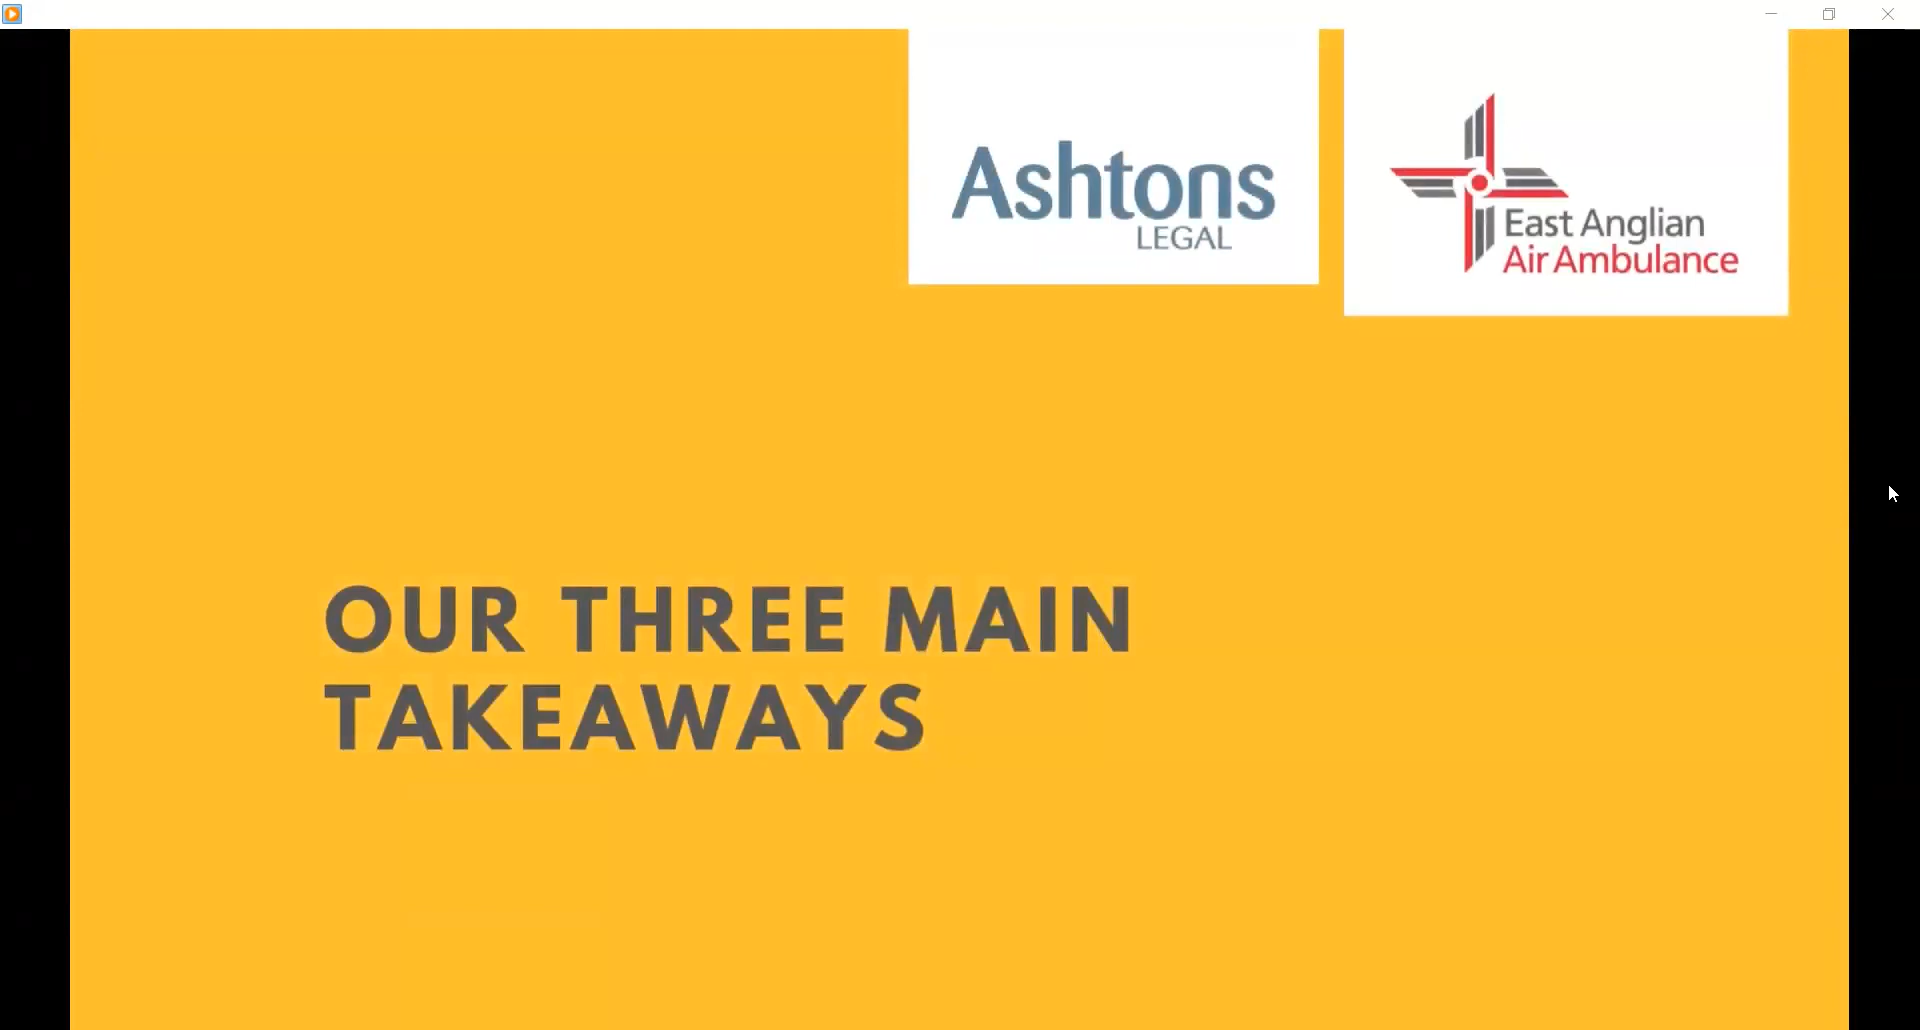 Ashtons
LEGAL
East Anglian
Air Ambulance
OUR THREE MAIN
TAKEAWAYS